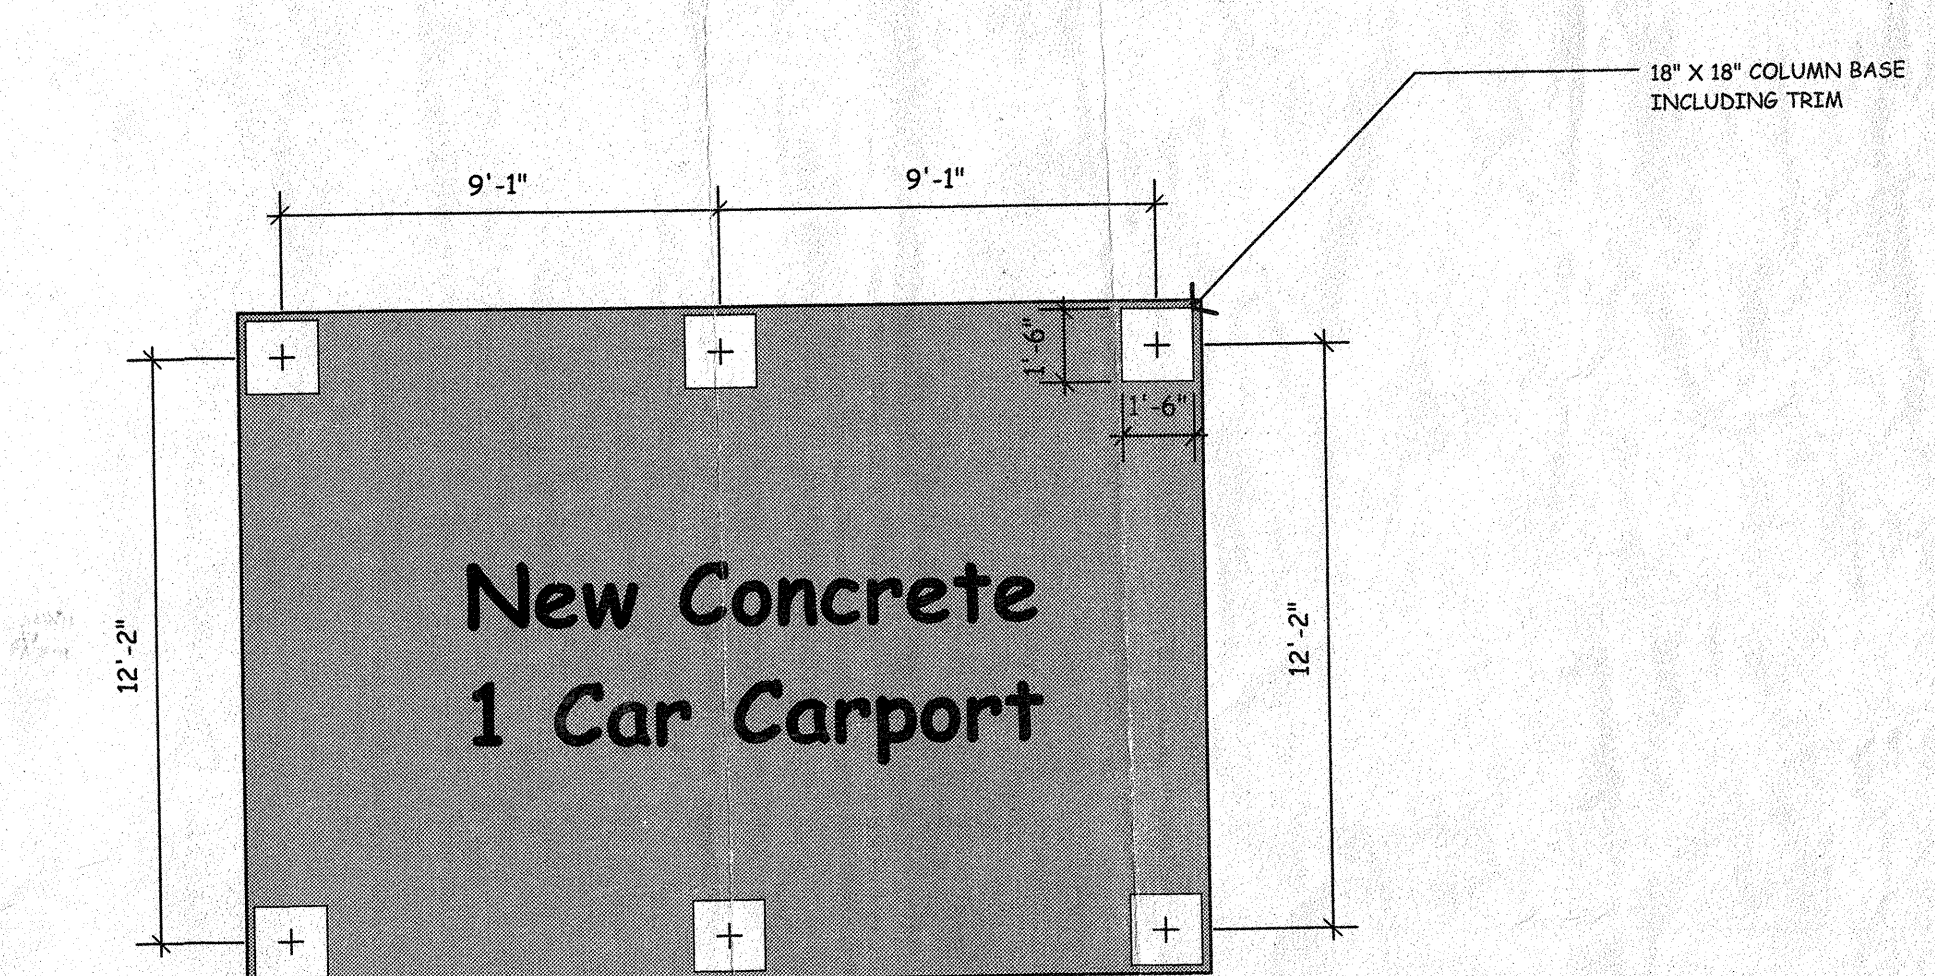 18" X 18" COLUMN BASE
INCLUDING TRIM
9'-1"
9'-1"
1'-6"
1'-6"
New Concrete
1 Car Carport
12'-2"
12'-2"